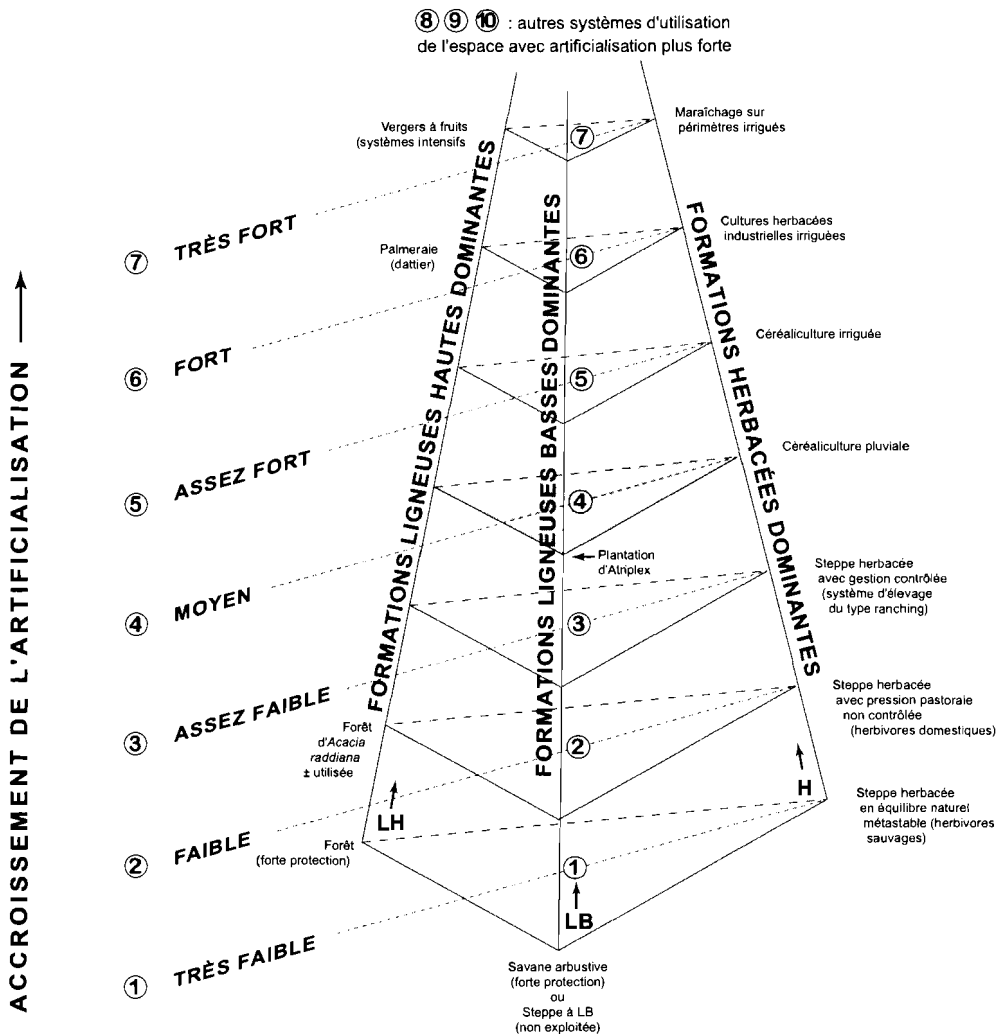 ⑧ ⑨ ⑩ : autres systèmes d'utilisation
de l'espace avec artificialisation plus forte
ACCROISSEMENT DE L'ARTIFICIALISATION
⑦ TRÈS FORT
⑥ FORT
⑤ ASSEZ FORT
④ MOYEN
③ ASSEZ FAIBLE
② FAIBLE
① TRÈS FAIBLE
FORMATIONS LIGNEUSES HAUTES DOMINANTES
Vergers à fruits
(systèmes intensifs
Palmeraie
(dattier)
Forêt
d'Acacia
raddiana
± utilisée
Forêt
(forte protection)
LH
FORMATIONS LIGNEUSES BASSES DOMINANTES
⑦
⑥
⑤
④
③
②
①
Plantation
d'Atriplex
LB
Savane arbustive
(forte protection)
ou
Steppe à LB
(non exploitée)
FORMATIONS HERBACÉES DOMINANTES
Maraîchage sur
périmètres irrigués
Cultures herbacées
industrielles irriguées
Céréaliculture irriguée
Céréaliculture pluviale
Steppe herbacée
avec gestion contrôlée
(système d'élevage
du type ranching)
Steppe herbacée
avec pression pastorale
non contrôlée
(herbivores domestiques)
H
Steppe herbacée
en équilibre naturel
métastable (herbivores
sauvages)